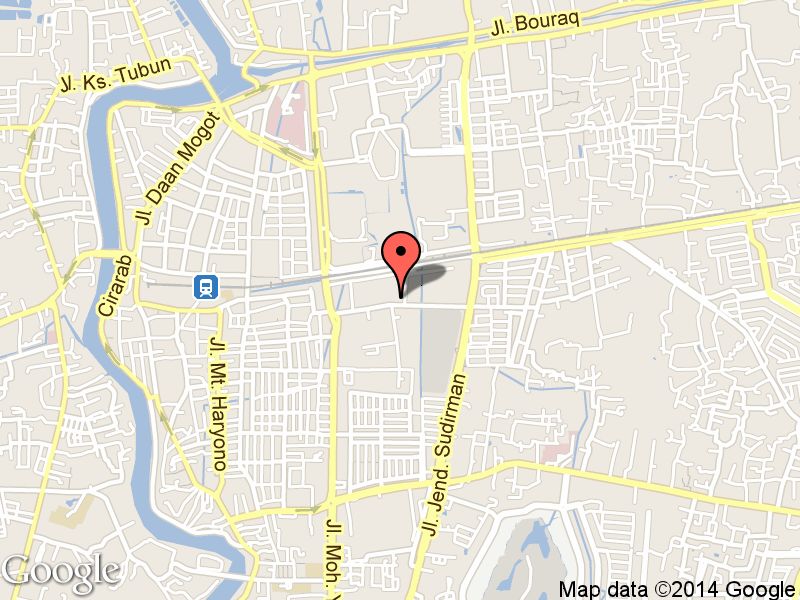 Jl. Bouraq
Jl. Ks. Tubun
Jl. Daan Mogot
Cirarab
Jl. Mt. Haryono
Jl. Jend. Sudirman
Jl. Moh. Y
Google
Map data ©2014 Google